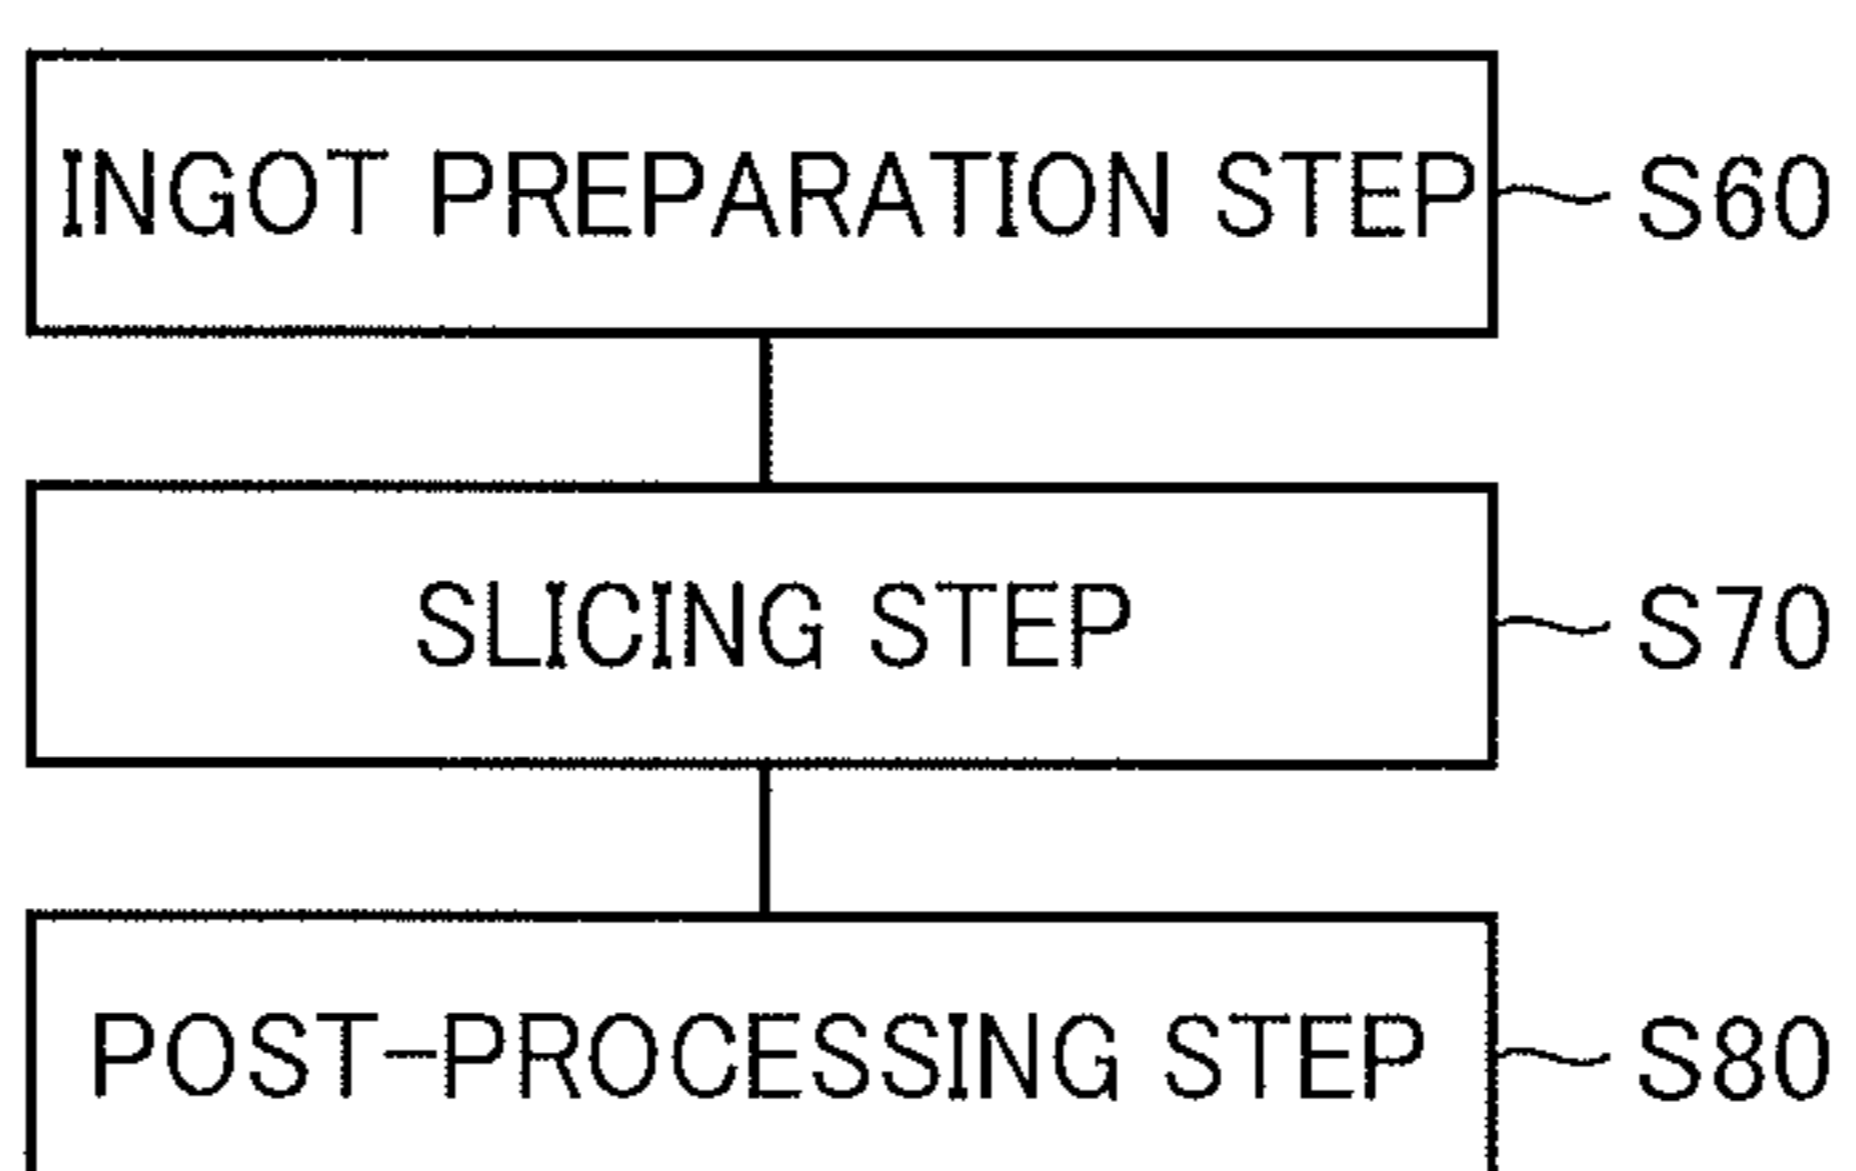 INGOT PREPARATION STEP S60
SLICING STEP S70
POST-PROCESSING STEP S80